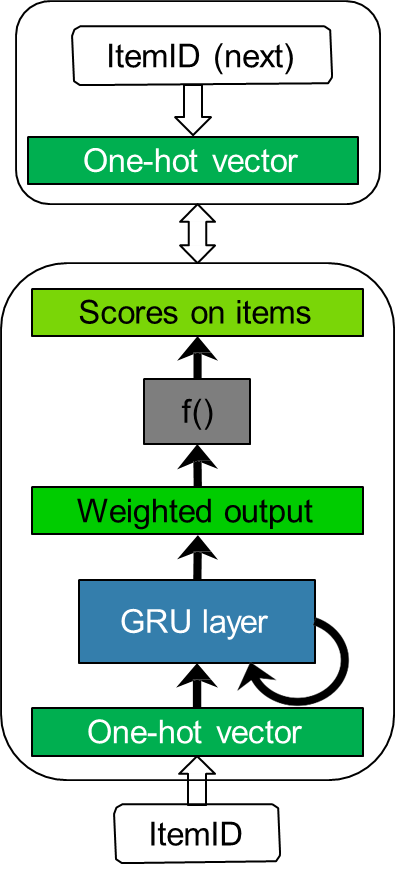 ItemID (next)
One-hot vector
Scores on items
f()
Weighted output
GRU layer
One-hot vector
ItemID